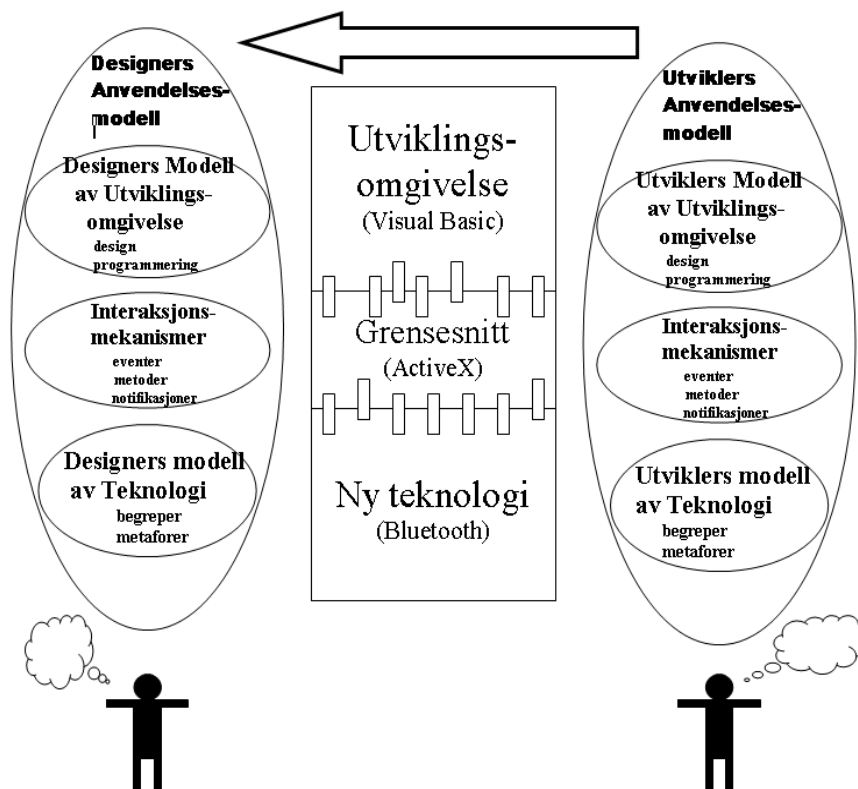 Designers
Anvendelses-
modell
Designers Modell
av Utviklings-
omgivelse
design
programmering
Interaksjons-
mekanismer
eventer
metoder
notifikasjoner
Designers modell
av Teknologi
begreper
metaforer
Utviklings-
omgivelse
(Visual Basic)
Grensesnitt
(ActiveX)
Ny teknologi
(Bluetooth)
Utviklers
Anvendelses-
modell
Utviklers Modell
av Utviklings-
omgivelse
design
programmering
Interaksjons-
mekanismer
eventer
metoder
notifikasjoner
Utviklers modell
av Teknologi
begreper
metaforer